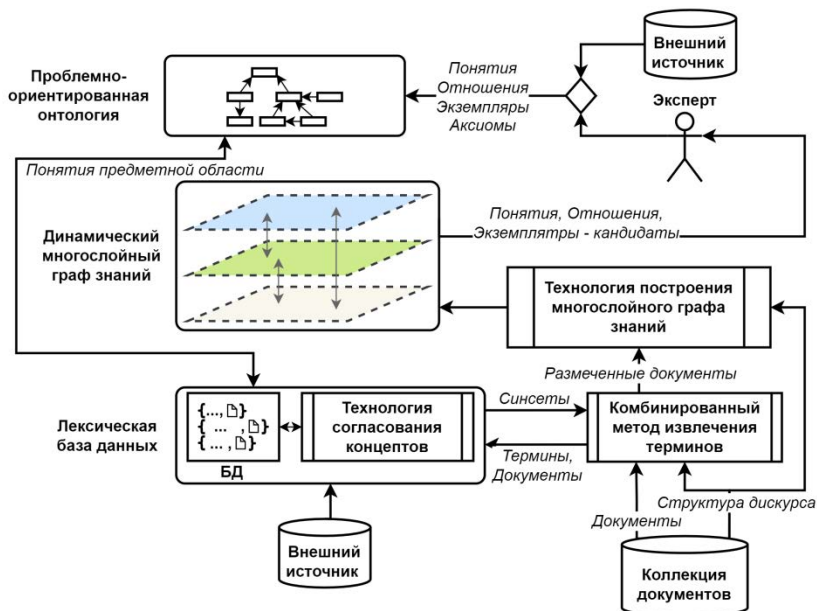 Внешний
источник
Проблемно-
ориентированная
онтология
Понятия
Отношения
Экземпляры
Аксиомы
Эксперт
Понятия предметной области
Динамический
многослойный
граф знаний
Понятия, Отношения,
Экземплятры - кандидаты
Технология построения
многослойного графа
знаний
Размеченные документы
Лексическая
база данных
{...,}
{ ... ,}
{ ... ,}
БД
Технология
согласования
концептов
Синсеты
Термины,
Документы
Комбинированный
метод извлечения
терминов
Структура дискурса
Документы
Внешний
источник
Коллекция
документов